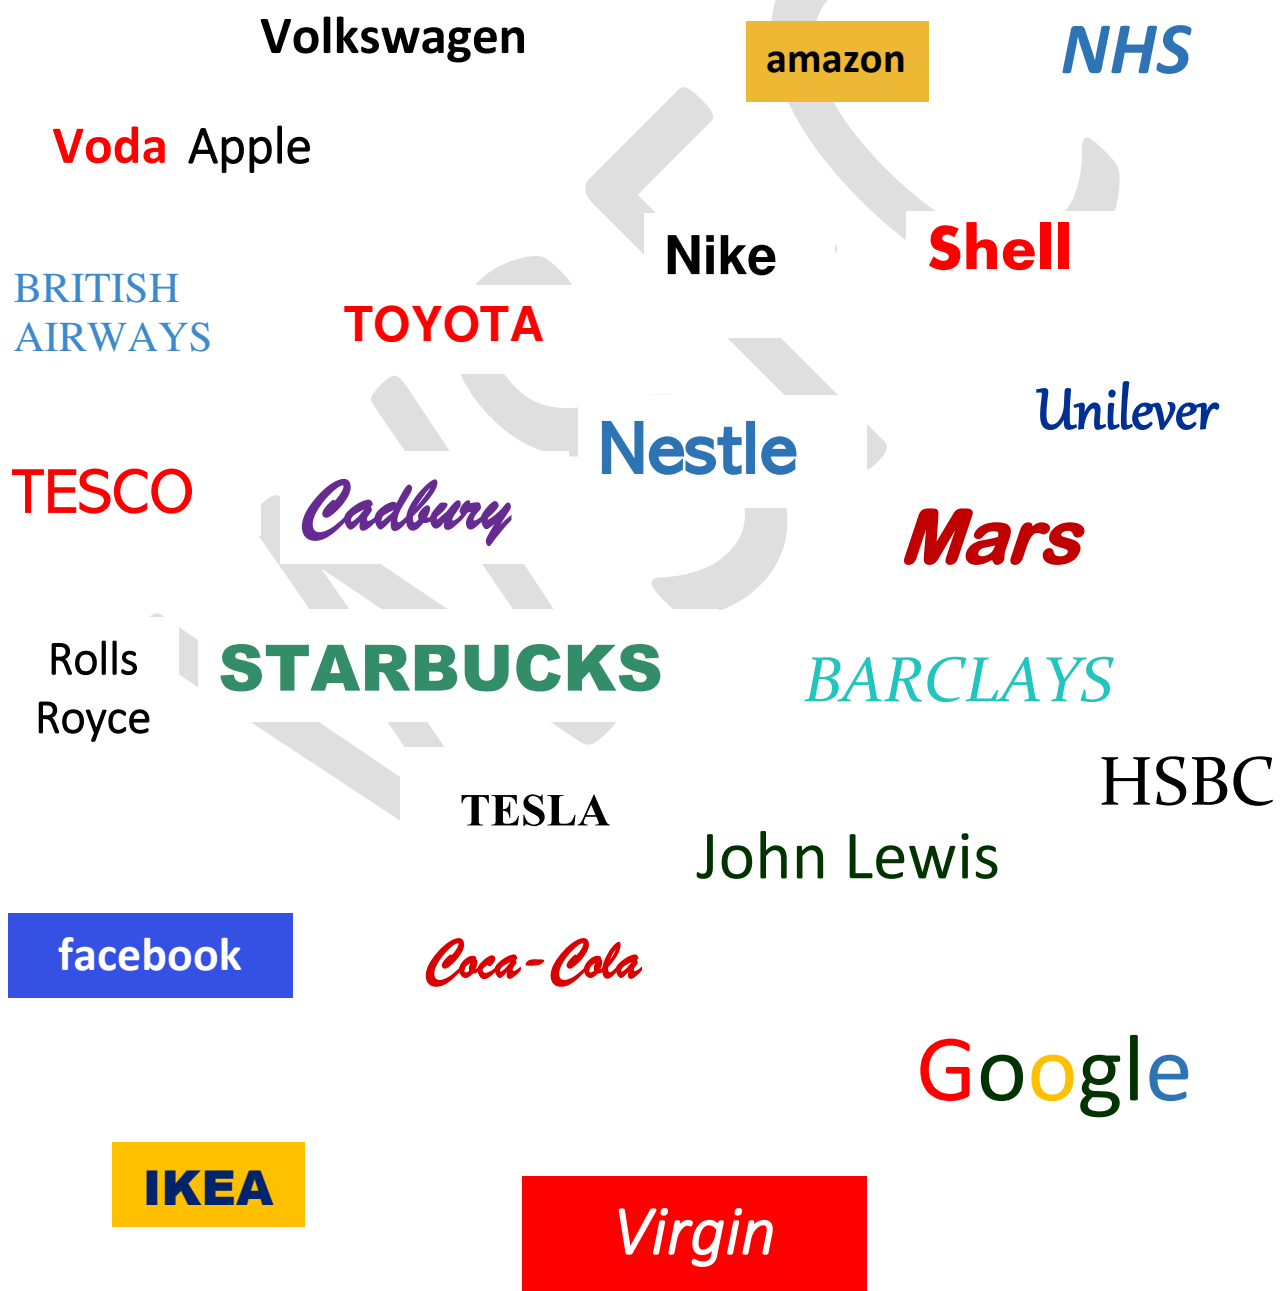 Volkswagen
amazon
NHS
Voda Apple
Nike
Shell
BRITISH
AIRWAYS
TOYOTA
Unilever
Nestle
TESCO
Cadbury
Mars
Rolls
Royce
STARBUCKS
BARCLAYS
HSBC
TESLA
John Lewis
facebook
Coca-Cola
Google
IKEA
Virgin